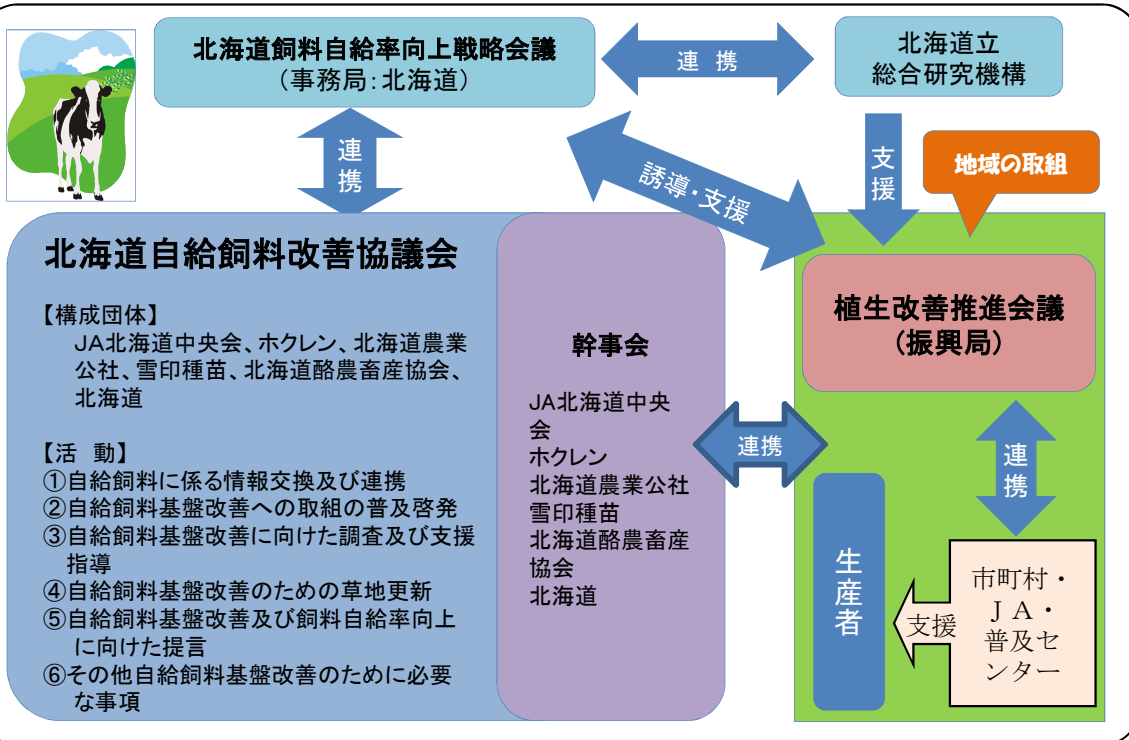 北海道飼料自給率向上戦略会議
(事務局:北海道)
連 携
北海道立
総合研究機構
連携
誘導・支援
支援
地域の取組
北海道自給飼料改善協議会
【構成団体】
JA北海道中央会、ホクレン、北海道農業
公社、雪印種苗、北海道酪農畜産協会、
北海道
【活 動】
①自給飼料に係る情報交換及び連携
②自給飼料基盤改善への取組の普及啓発
③自給飼料基盤改善に向けた調査及び支援
指導
④自給飼料基盤改善のための草地更新
⑤自給飼料基盤改善及び飼料自給率向上
に向けた提言
⑥その他自給飼料基盤改善のために必要
な事項
幹事会
JA北海道中央
会
ホクレン
北海道農業公社
雪印種苗
北海道酪農畜産
協会
北海道
連携
植生改善推進会議
(振興局)
連携
生産者
支援
市町村・
JA・
普及セ
ンター